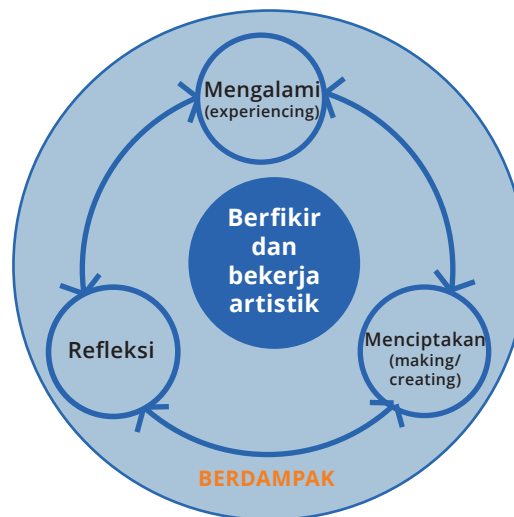 Mengalami
(experiencing)
Berfikir
dan
bekerja
artistik
Refleksi
Menciptakan
(making/
creating)
BERDAMPAK